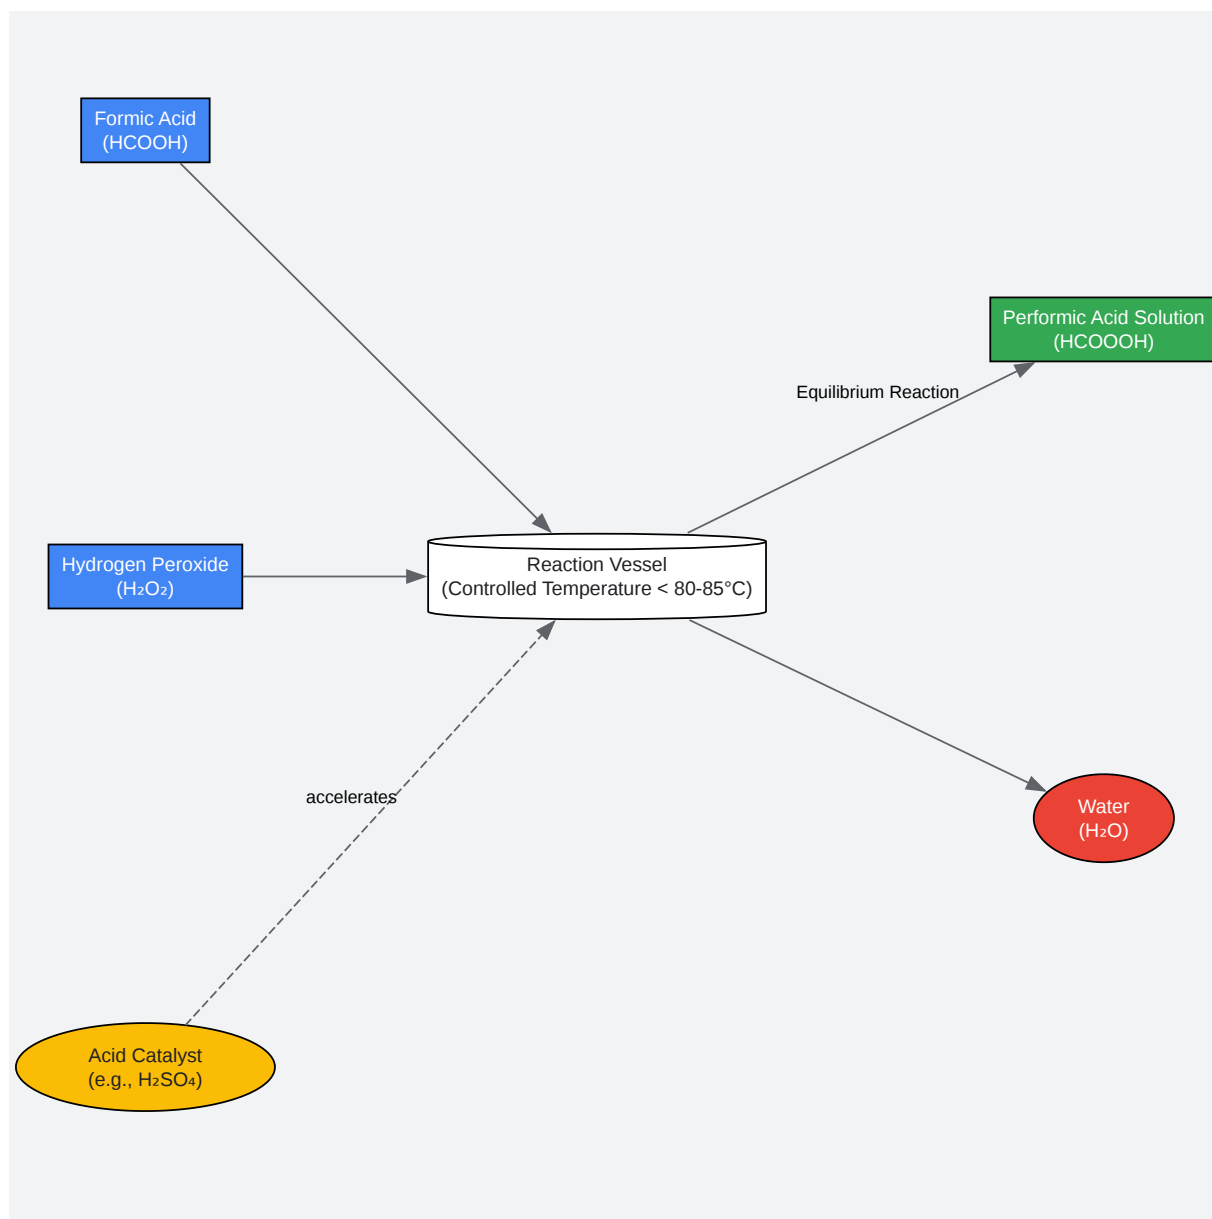 Formic Acid
(HCOOH)
Performic Acid Solution
(HCOOOH)
Equilibrium Reaction
Hydrogen Peroxide
(H₂O₂)
Reaction Vessel
(Controlled Temperature < 80-85°C)
accelerates
Water
(H₂O)
Acid Catalyst
(e.g., H₂SO₄)